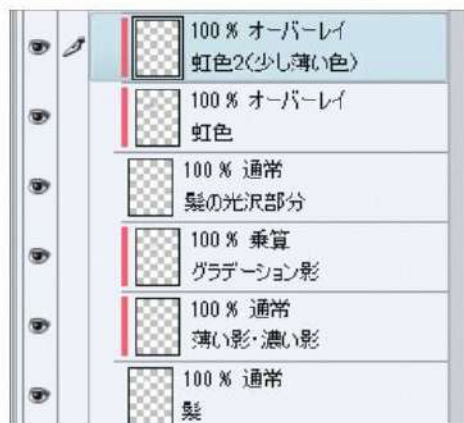 100 % オーバーレイ
虹色2(少し薄い色)
100 % オーバーレイ
虹色
100 % 通常
髪の光沢部分
100 % 乗算
グラデーション影
100 % 通常
薄い影・濃い影
100 % 通常
髪